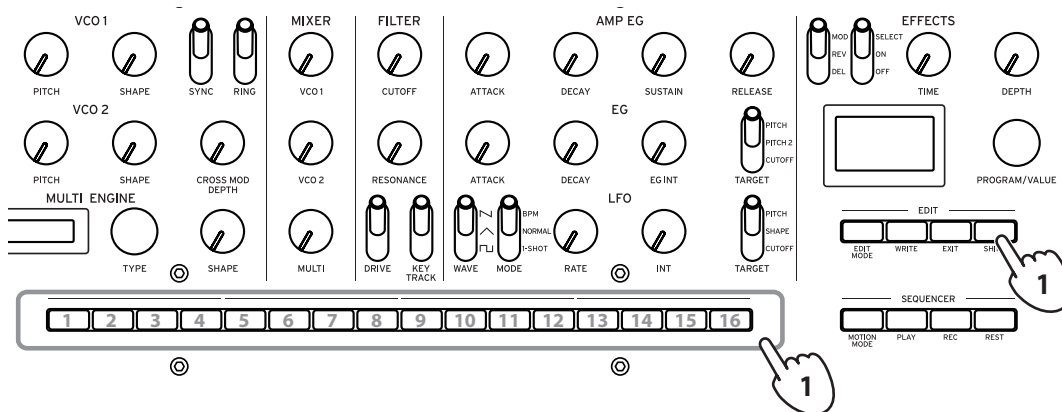 VCO 1
MIXER
FILTER
AMP EG
EFFECTS
MOD
REV
DEL
SELECT
ON
OFF
PITCH
SHAPE
SYNC
RING
VCO 1
CUTOFF
ATTACK
DECAY
SUSTAIN
RELEASE
TIME
DEPTH
VCO 2
EG
PITCH
PITCH 2
CUTOFF
PITCH
SHAPE
CROSS MOD
DEPTH
VCO 2
RESONANCE
ATTACK
DECAY
EG INT
TARGET
PROGRAM/VALUE
MULTI ENGINE
LFO
BPM
NORMAL
1-SHOT
PITCH
SHAPE
CUTOFF
TYPE
SHAPE
MULTI
DRIVE
KEY
TRACK
WAVE
MODE
RATE
INT
TARGET
EDIT
EDIT
MODE
WRITE
EXIT
1
1 2 3 4 5 6 7 8 9 10 11 12 13 14 15 16
SEQUENCER
MOTION
MODE
PLAY
REC
REST
1